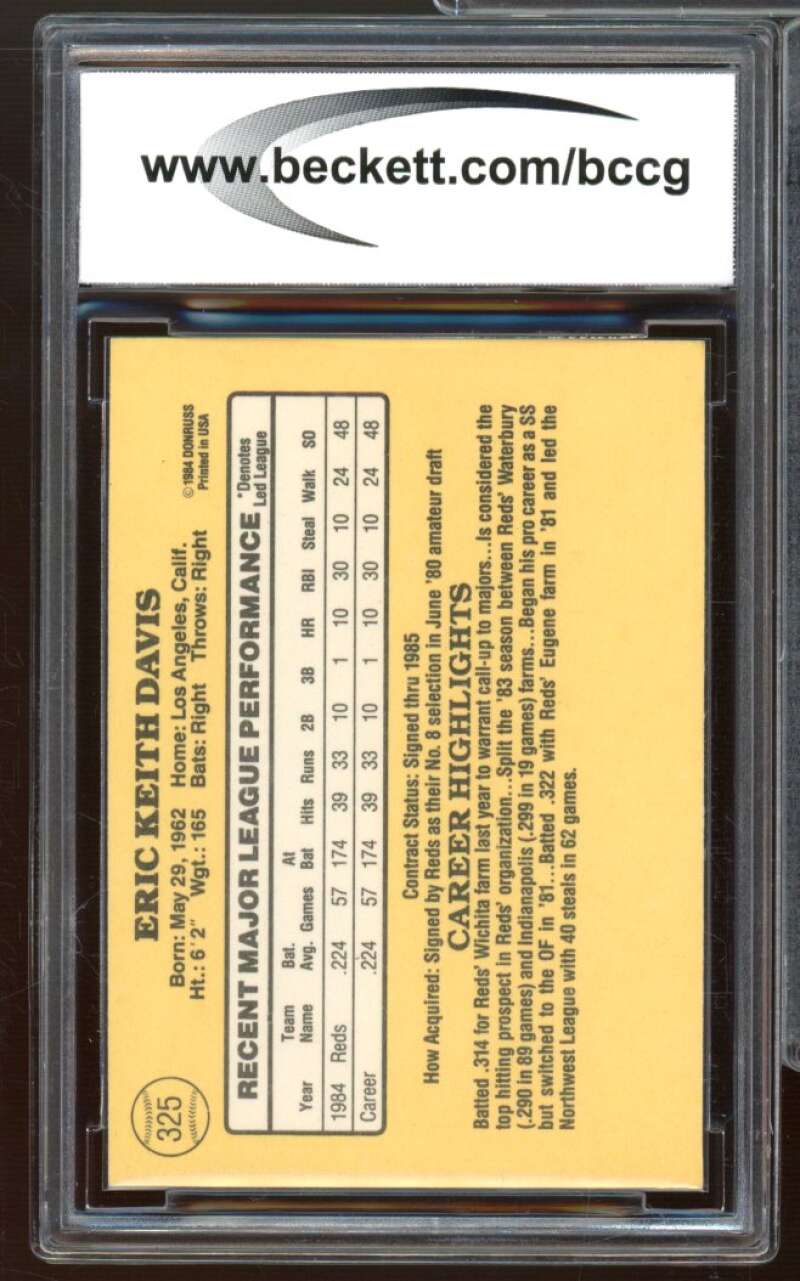 www.beckett.com/bccg
325
ERIC KEITH DAVIS
Born: May 29, 1962 Home: Los Angeles, Calif.
Ht.: 6'2" Wgt.: 165 Bats: Right Throws: Right
©1984 DONRUSS
Printed in USA
RECENT MAJOR LEAGUE PERFORMANCE
*Denotes
Led League
Year Team Name Bat. Avg. Games At Bat Hits Runs 2B 3B HR RBI Steal Walk SO
1984 Reds .224 57 174 39 33 10 1 10 30 10 24 48
Career .224 57 174 39 33 10 1 10 30 10 24 48
Contract Status: Signed thru 1985
How Acquired: Signed by Reds as their No. 8 selection in June '80 amateur draft
CAREER HIGHLIGHTS
Batted .314 for Reds' Wichita farm last year to warrant call-up to majors...Is considered the
top hitting prospect in Reds' organization...Split the '83 season between Reds' Waterbury
(.290 in 89 games) and Indianapolis (.299 in 19 games) farms...Began his pro career as a SS
but switched to the OF in '81...Batted .322 with Reds' Eugene farm in '81 and led the
Northwest League with 40 steals in 62 games.